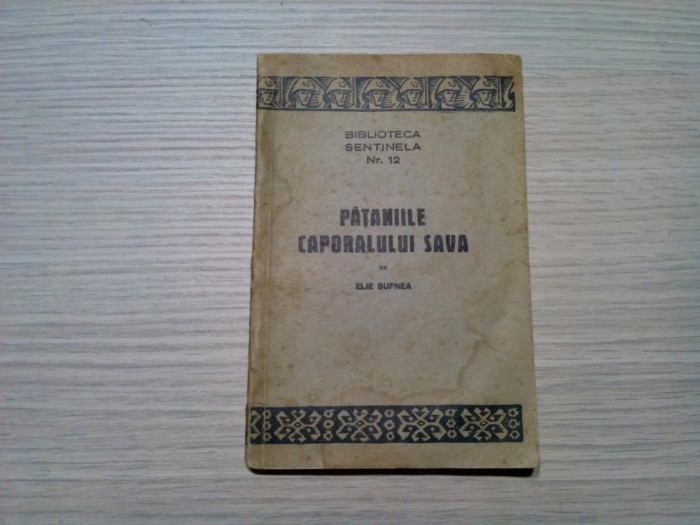 BIBLIOTECA
SENTINELA
Nr. 12
PĂȚANIILE
CAPORALULUI SAVA
DE
ELIE BUFNEA